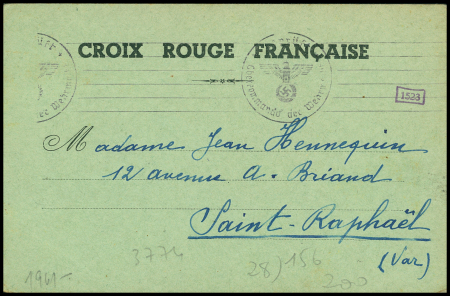 CROIX ROUGE FRANÇAISE
1523
Madame Jean Hennequin
12 avenue A-Briand
Saint-Raphaël
(Var)
3774
28) 156
200
1941-